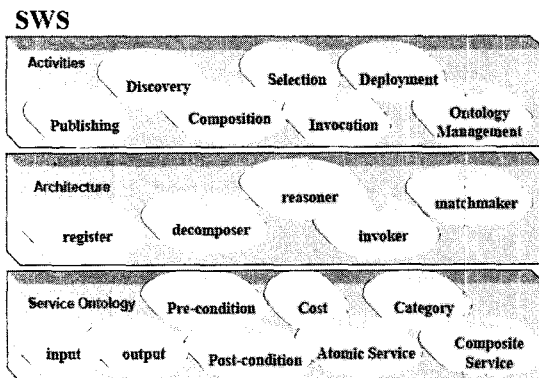 SWS
Activities
Discovery
Selection
Deployment
Publishing
Composition
Invocation
Ontology
Management
Architecture
reasoner
matchmaker
register
decomposer
invoker
Service Ontology
Pre-condition
Cost
Category
input
output
Post-condition
Atomic Service
Composite
Service